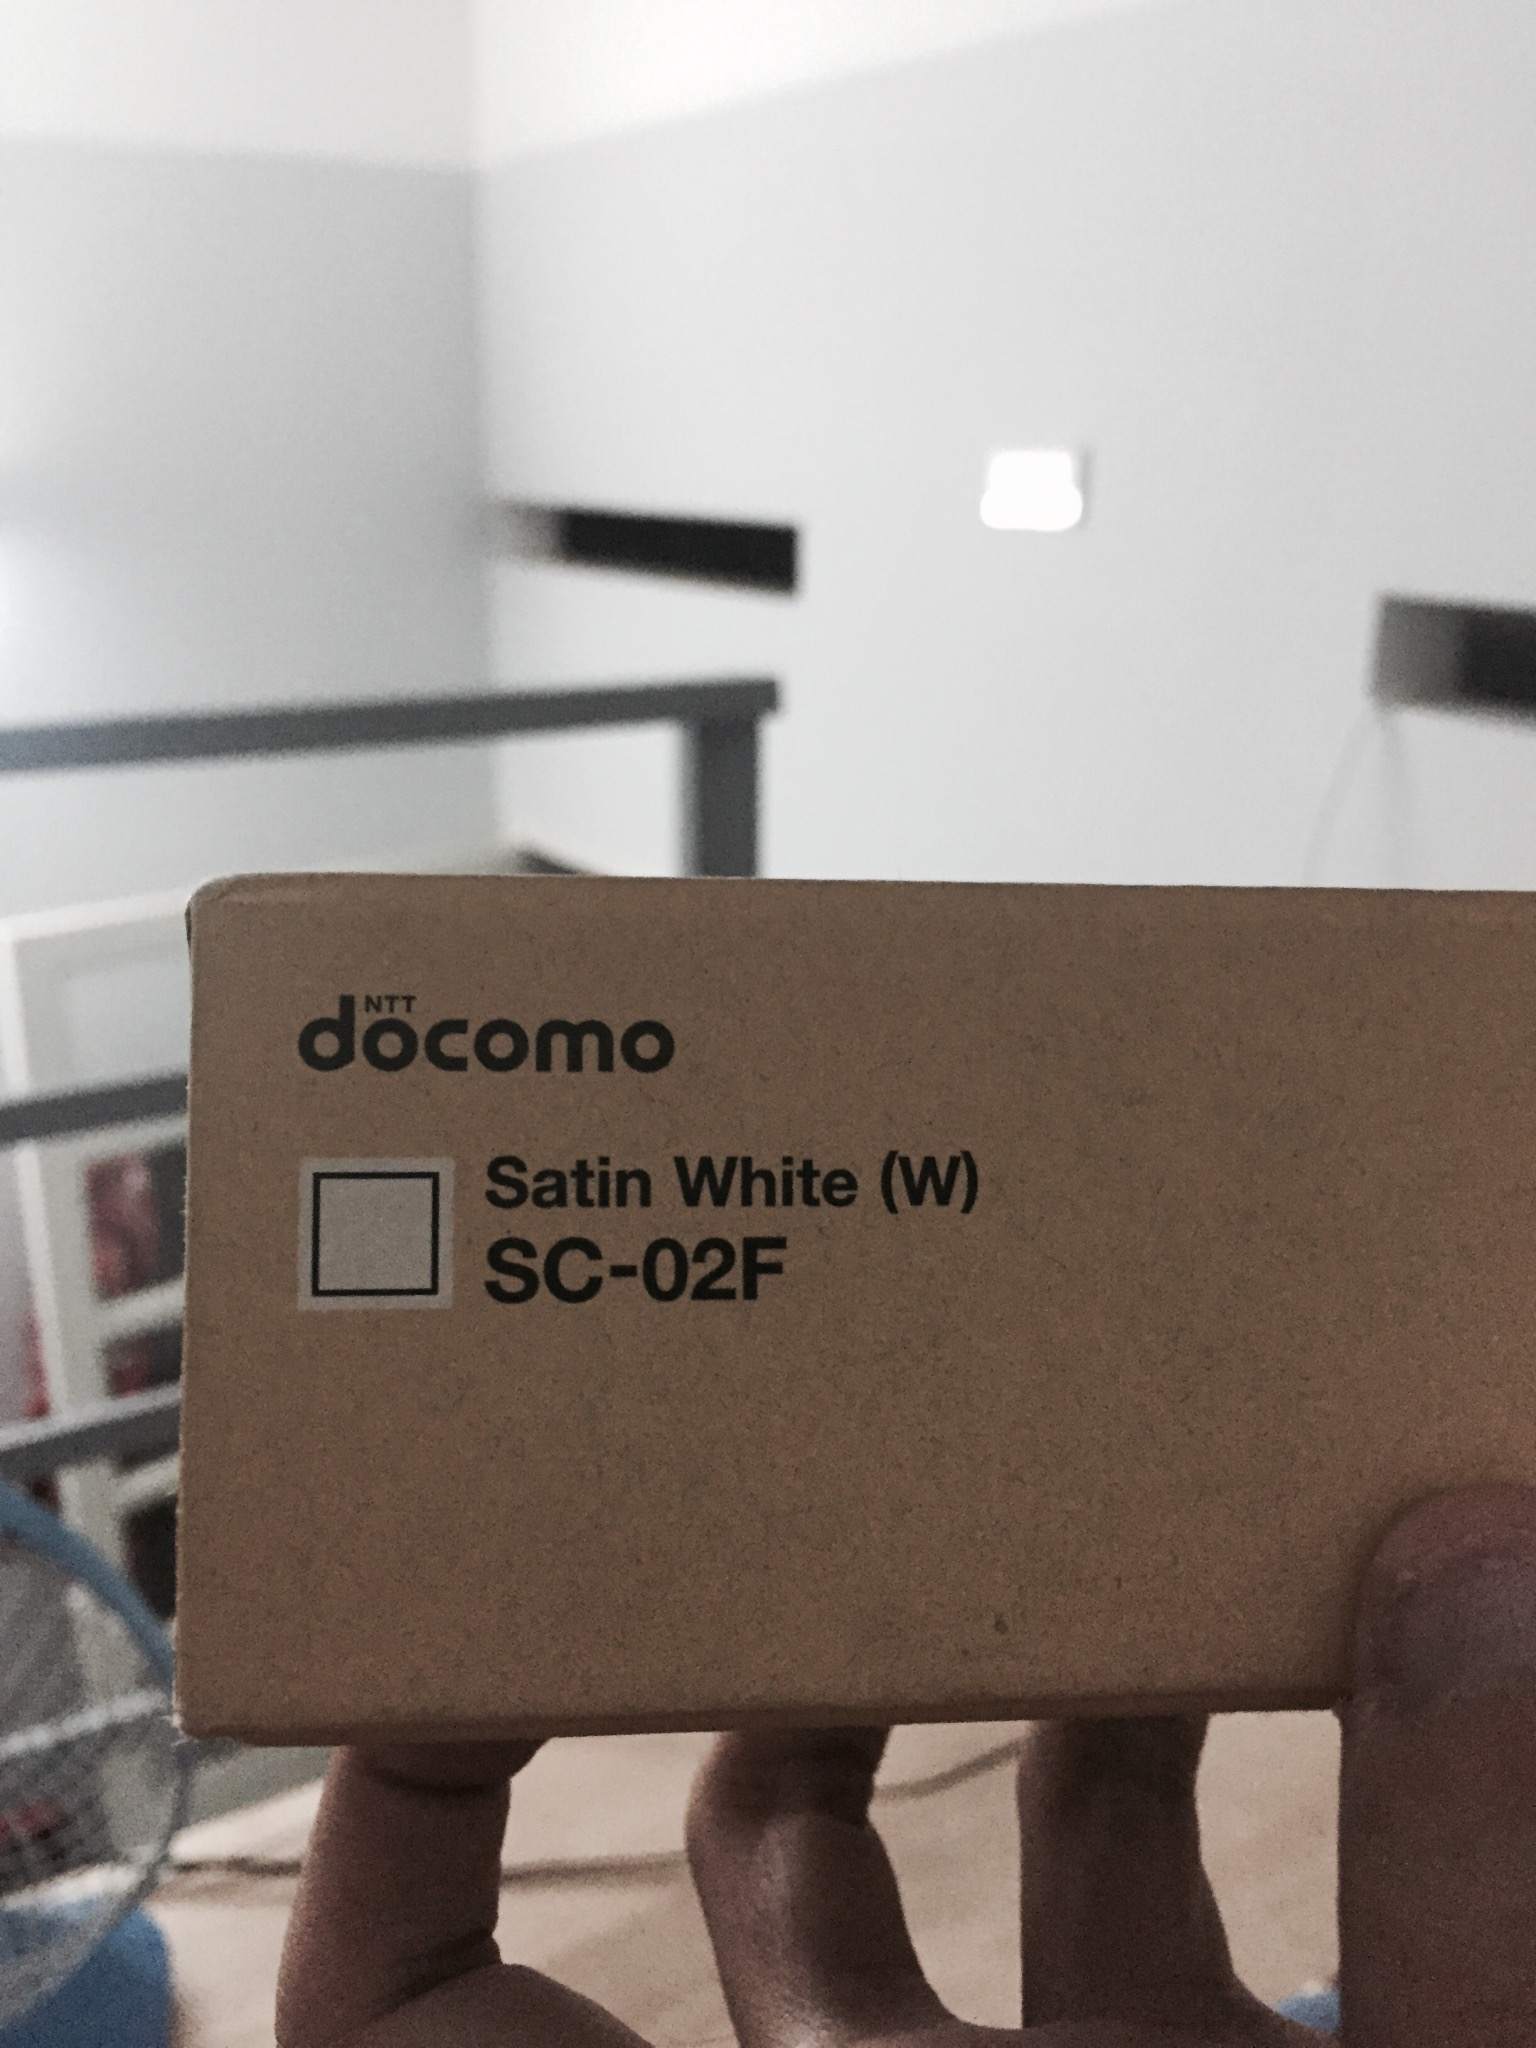 NTT
docomo
Satin White (W)
SC-02F